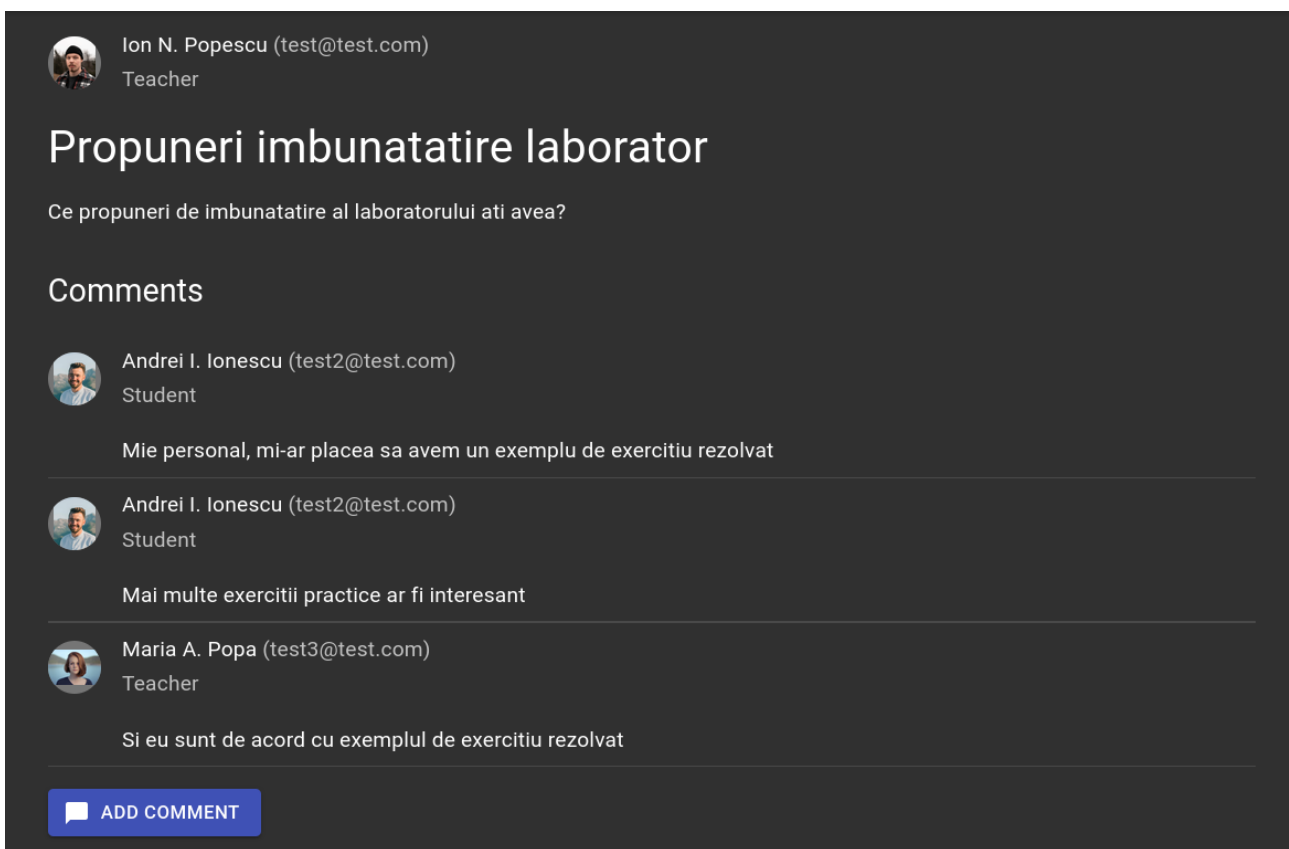 Ion N. Popescu (test@test.com)
Teacher
Propuneri imbunatatire laborator
Ce propuneri de imbunatatire al laboratorului ati avea?
Comments
Andrei I. Ionescu (test2@test.com)
Student
Mie personal, mi-ar placea sa avem un exemplu de exercitiu rezolvat
Andrei I. Ionescu (test2@test.com)
Student
Mai multe exercitii practice ar fi interesant
Maria A. Popa (test3@test.com)
Teacher
Si eu sunt de acord cu exemplul de exercitiu rezolvat
ADD COMMENT